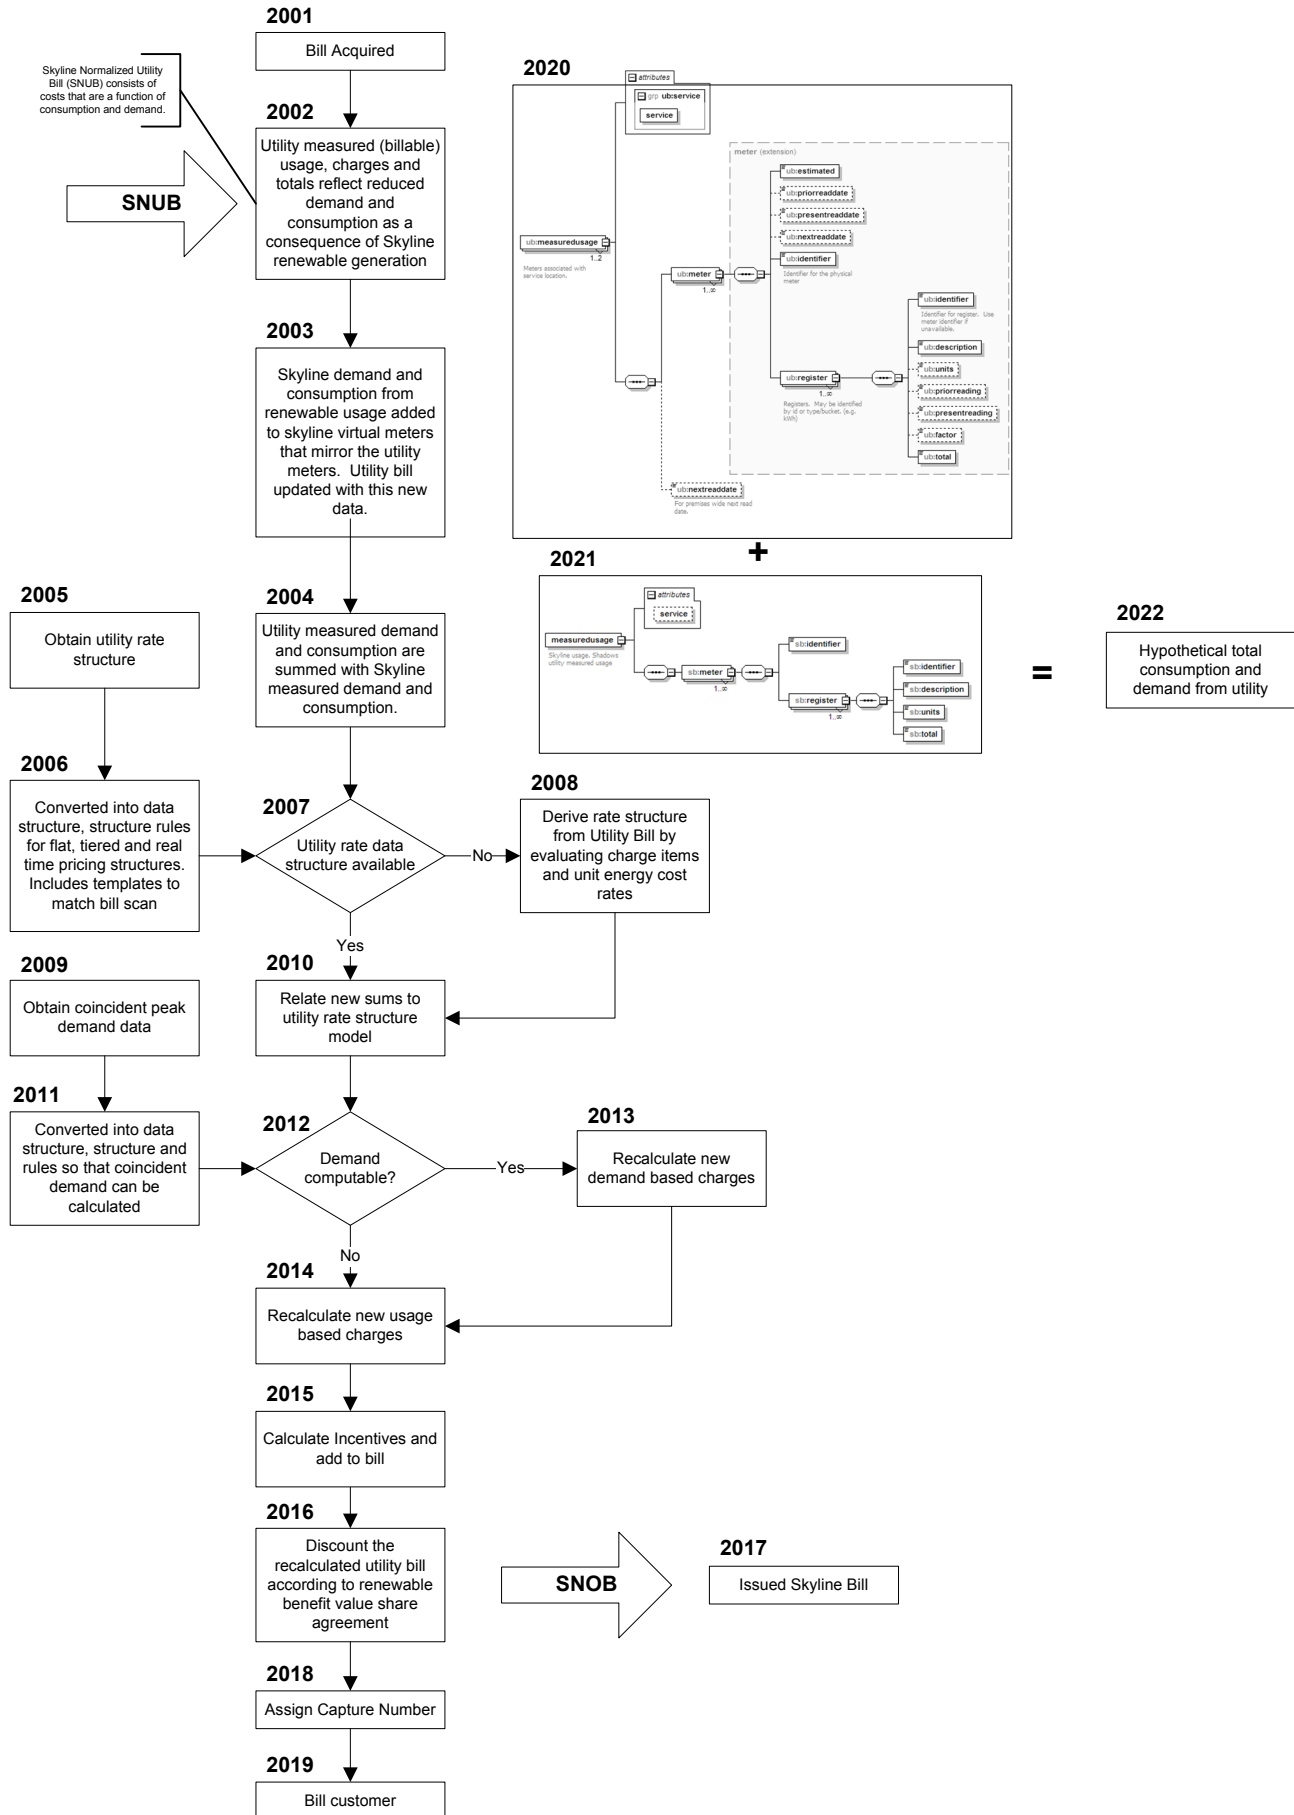 2001
Bill Acquired
Skyline Normalized Utility
Bill (SNUB) consists of
costs that are a function of
consumption and demand.
2002
Utility measured (billable)
usage, charges and
totals reflect reduced
demand and
consumption as a
consequence of Skyline
renewable generation
SNUB
2003
Skyline demand and
consumption from
renewable usage added
to skyline virtual meters
that mirror the utility
meters. Utility bill
updated with this new
data.
2020
attributes
grp ub:service
service
ub:measuredusage
1..2
Meters associated with
service location.
meter (extension)
ub:meter
1..∞
ub:estimated
ub:priorreaddate
ub:presentreaddate
ub:nextreaddate
ub:identifier
Identifier for the physical
meter
ub:register
1..∞
Registers. May be identified
by id or type/bucket. (e.g.
kWh)
ub:identifier
Identifier for register. Use
meter identifier if
unavailable.
ub:description
ub:units
ub:priorreading
ub:presentreading
ub:factor
ub:total
ub:nextreaddate
For premises wide next read
date.
+
2021
attributes
service
measuredusage
Skyline usage. Shadows
utility measured usage
sb:meter
1..∞
sb:identifier
sb:register
1..∞
sb:identifier
sb:description
sb:units
sb:total
=
2022
Hypothetical total
consumption and
demand from utility
2005
Obtain utility rate
structure
2004
Utility measured demand
and consumption are
summed with Skyline
measured demand and
consumption.
2006
Converted into data
structure, structure rules
for flat, tiered and real
time pricing structures.
Includes templates to
match bill scan
2007
Utility rate data
structure available
No
Yes
2008
Derive rate structure
from Utility Bill by
evaluating charge items
and unit energy cost
rates
2009
Obtain coincident peak
demand data
2010
Relate new sums to
utility rate structure
model
2011
Converted into data
structure, structure and
rules so that coincident
demand can be
calculated
2012
Demand
computable?
Yes
No
2013
Recalculate new
demand based charges
2014
Recalculate new usage
based charges
2015
Calculate Incentives and
add to bill
2016
Discount the
recalculated utility bill
according to renewable
benefit value share
agreement
SNOB
2017
Issued Skyline Bill
2018
Assign Capture Number
2019
Bill customer